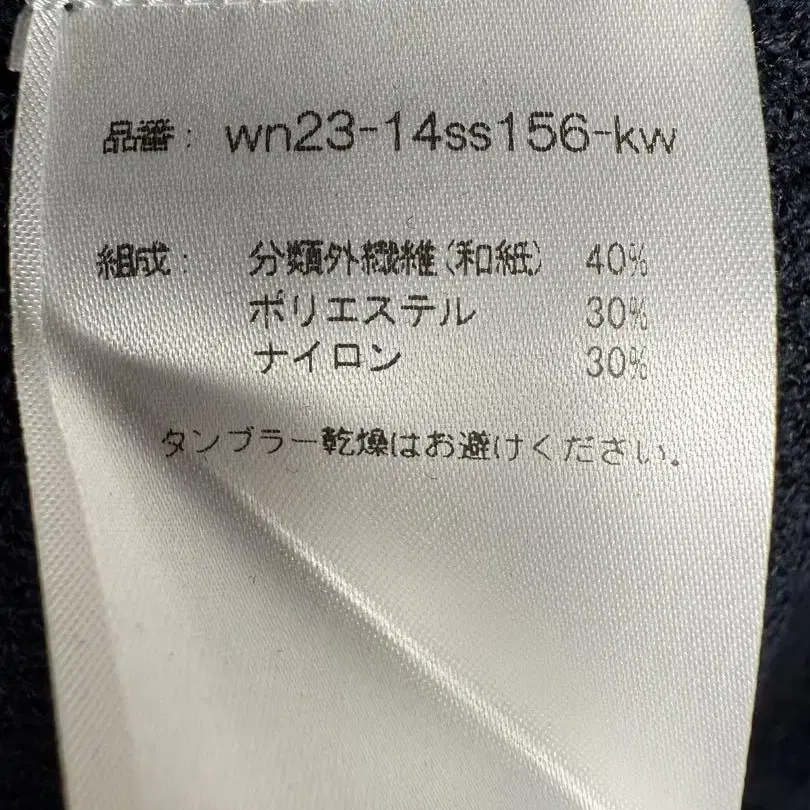 品番: wn23-14ss156-kw
組成: 分類外繊維(和紙) 40%
ポリエステル 30%
ナイロン 30%
タンブラー乾燥はお避けください。